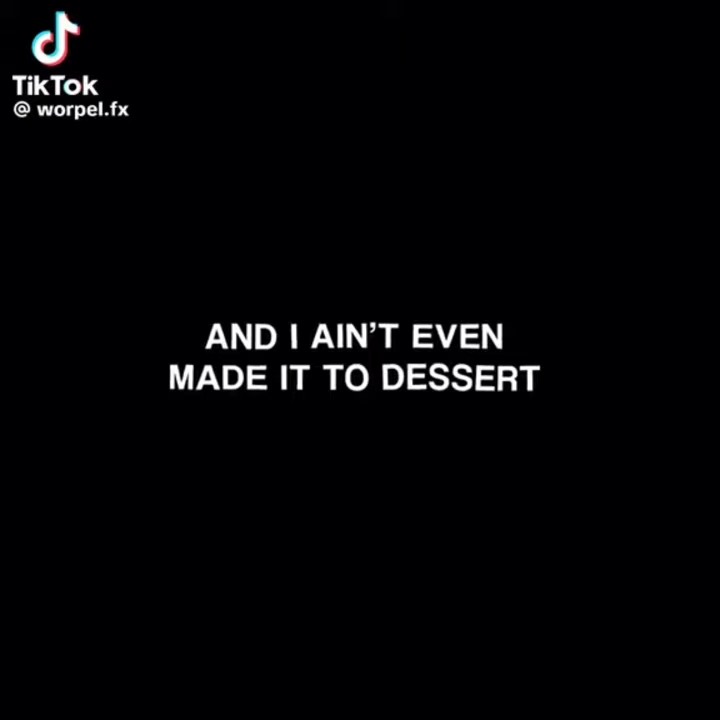 TikTok
@ worpel.fx
AND I AIN’T EVEN
MADE IT TO DESSERT